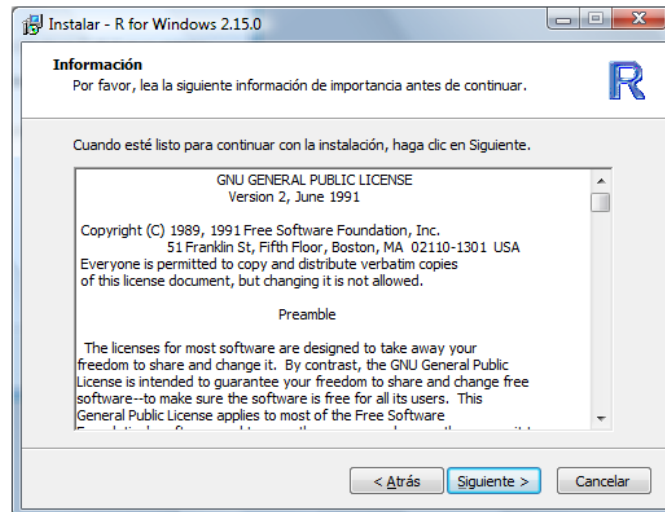 Instalar - R for Windows 2.15.0
Información
Por favor, lea la siguiente información de importancia antes de continuar.
R
Cuando esté listo para continuar con la instalación, haga clic en Siguiente.
GNU GENERAL PUBLIC LICENSE
Version 2, June 1991
Copyright (C) 1989, 1991 Free Software Foundation, Inc.
51 Franklin St, Fifth Floor, Boston, MA 02110-1301 USA
Everyone is permitted to copy and distribute verbatim copies
of this license document, but changing it is not allowed.
Preamble
The licenses for most software are designed to take away your
freedom to share and change it. By contrast, the GNU General Public
License is intended to guarantee your freedom to share and change free
software--to make sure the software is free for all its users. This
General Public License applies to most of the Free Software
< Atrás
Siguiente >
Cancelar